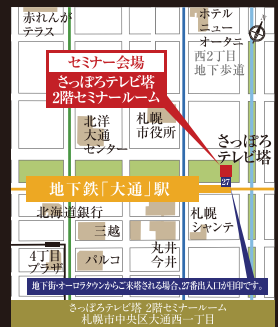 赤れんが
テラス
ホテル
ニュー
オータニ
西2丁目
地下歩道
セミナー会場
さっぽろテレビ塔
2階セミナールーム
北洋
大通
センター
札幌
市役所
さっぽろ
テレビ塔
27
地下鉄「大通」駅
北海道銀行
三越
札幌
シャンテ
4丁目
プラザ
パルコ
丸井
今井
地下街・オーロラタウンからご来塔される場合、27番出入口が目印です。
さっぽろテレビ塔 2階セミナールーム
札幌市中央区大通西一丁目